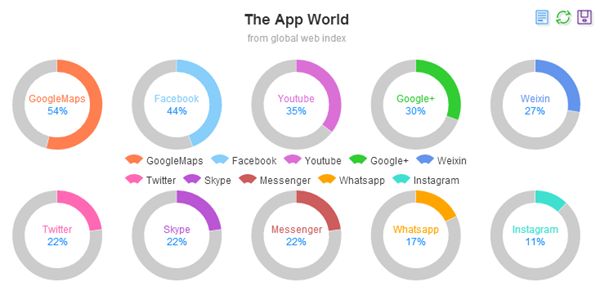 The App World
from global web index
GoogleMaps
54%
Facebook
44%
Youtube
35%
Google+
30%
Weixin
27%
GoogleMaps Facebook Youtube Google+ Weixin
Twitter Skype Messenger Whatsapp Instagram
Twitter
22%
Skype
22%
Messenger
22%
Whatsapp
17%
Instagram
11%